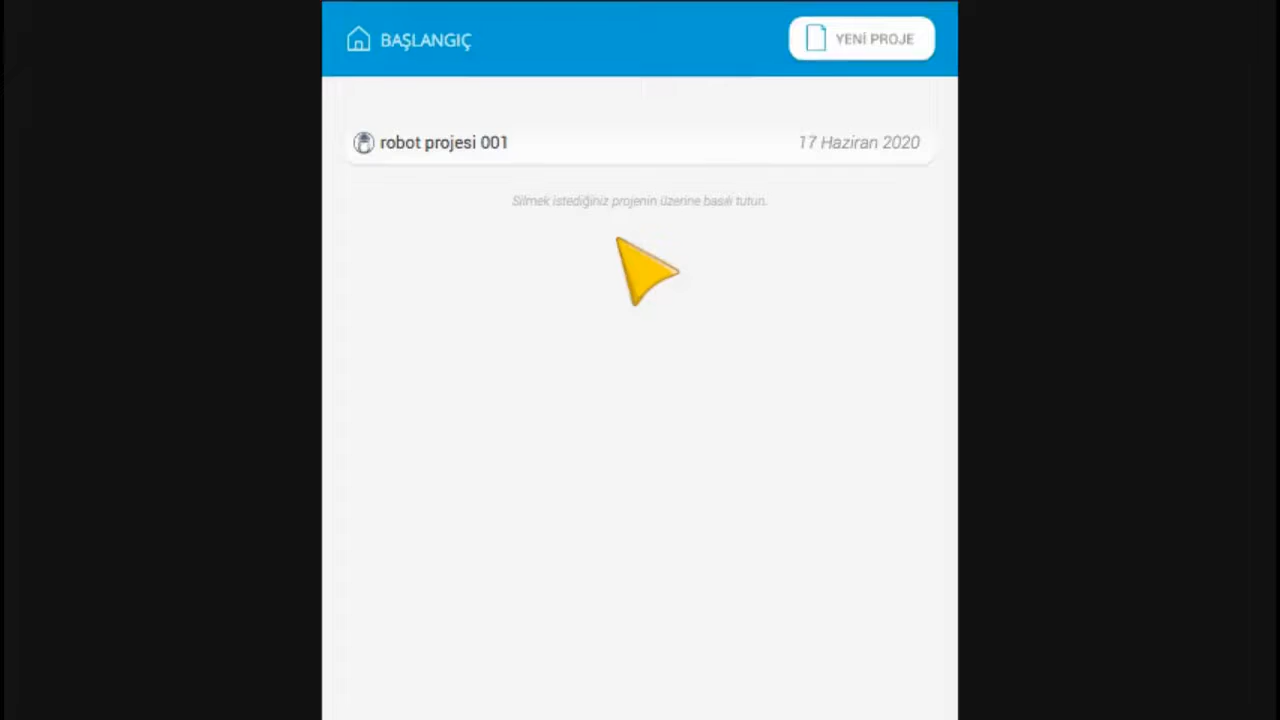 BAŞLANGIÇ
YENİ PROJE
robot projesi 001
17 Haziran 2020
Silmek istediğiniz projenin üzerine basılı tutun.